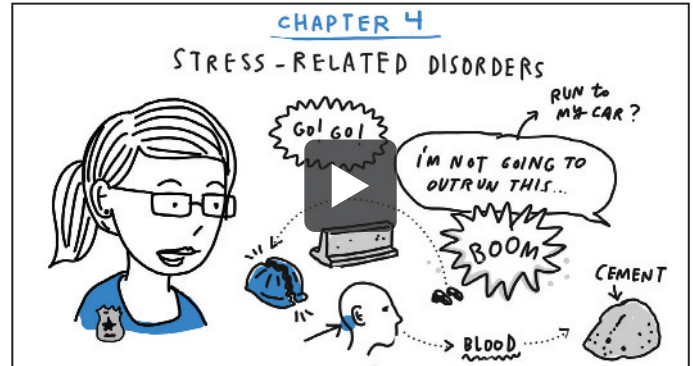 CHAPTER 4
STRESS-RELATED DISORDERS
GO! GO!
RUN to
MY CAR?
I'M NOT GOING TO
OUTRUN THIS...
BOOM
CEMENT
BLOOD